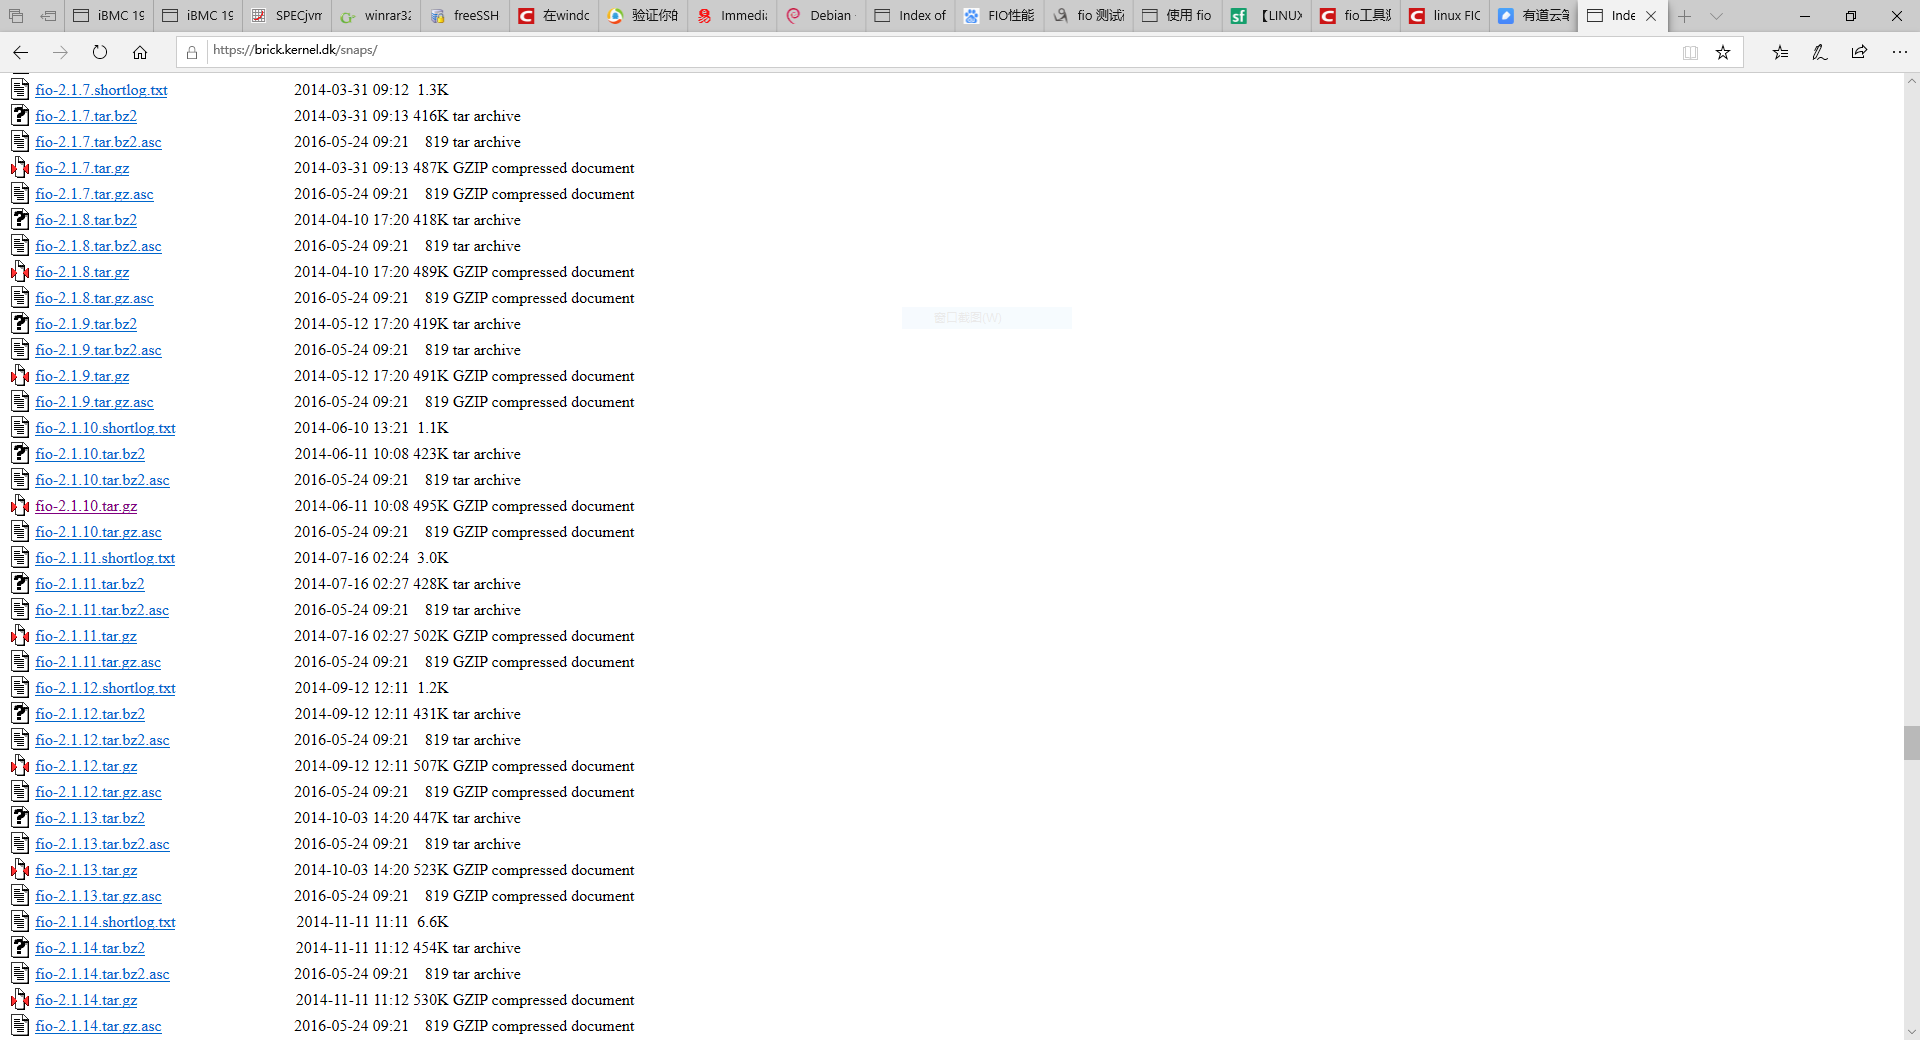 iBMC 19 iBMC 19 SPECjvm winrar32 freeSSH 在windo 验证你的 Immedia Debian Index of FIO性能 fio 测试 使用 fio 【LINUX fio工具 linux FIO 有道云笔 Inde
https://brick.kernel.dk/snaps/
fio-2.1.7.shortlog.txt 2014-03-31 09:12 1.3K
fio-2.1.7.tar.bz2 2014-03-31 09:13 416K tar archive
fio-2.1.7.tar.bz2.asc 2016-05-24 09:21 819 tar archive
fio-2.1.7.tar.gz 2014-03-31 09:13 487K GZIP compressed document
fio-2.1.7.tar.gz.asc 2016-05-24 09:21 819 GZIP compressed document
fio-2.1.8.tar.bz2 2014-04-10 17:20 418K tar archive
fio-2.1.8.tar.bz2.asc 2016-05-24 09:21 819 tar archive
fio-2.1.8.tar.gz 2014-04-10 17:20 489K GZIP compressed document
fio-2.1.8.tar.gz.asc 2016-05-24 09:21 819 GZIP compressed document
窗口截图(W)
fio-2.1.9.tar.bz2 2014-05-12 17:20 419K tar archive
fio-2.1.9.tar.bz2.asc 2016-05-24 09:21 819 tar archive
fio-2.1.9.tar.gz 2014-05-12 17:20 491K GZIP compressed document
fio-2.1.9.tar.gz.asc 2016-05-24 09:21 819 GZIP compressed document
fio-2.1.10.shortlog.txt 2014-06-10 13:21 1.1K
fio-2.1.10.tar.bz2 2014-06-11 10:08 423K tar archive
fio-2.1.10.tar.bz2.asc 2016-05-24 09:21 819 tar archive
fio-2.1.10.tar.gz 2014-06-11 10:08 495K GZIP compressed document
fio-2.1.10.tar.gz.asc 2016-05-24 09:21 819 GZIP compressed document
fio-2.1.11.shortlog.txt 2014-07-16 02:24 3.0K
fio-2.1.11.tar.bz2 2014-07-16 02:27 428K tar archive
fio-2.1.11.tar.bz2.asc 2016-05-24 09:21 819 tar archive
fio-2.1.11.tar.gz 2014-07-16 02:27 502K GZIP compressed document
fio-2.1.11.tar.gz.asc 2016-05-24 09:21 819 GZIP compressed document
fio-2.1.12.shortlog.txt 2014-09-12 12:11 1.2K
fio-2.1.12.tar.bz2 2014-09-12 12:11 431K tar archive
fio-2.1.12.tar.bz2.asc 2016-05-24 09:21 819 tar archive
fio-2.1.12.tar.gz 2014-09-12 12:11 507K GZIP compressed document
fio-2.1.12.tar.gz.asc 2016-05-24 09:21 819 GZIP compressed document
fio-2.1.13.tar.bz2 2014-10-03 14:20 447K tar archive
fio-2.1.13.tar.bz2.asc 2016-05-24 09:21 819 tar archive
fio-2.1.13.tar.gz 2014-10-03 14:20 523K GZIP compressed document
fio-2.1.13.tar.gz.asc 2016-05-24 09:21 819 GZIP compressed document
fio-2.1.14.shortlog.txt 2014-11-11 11:11 6.6K
fio-2.1.14.tar.bz2 2014-11-11 11:12 454K tar archive
fio-2.1.14.tar.bz2.asc 2016-05-24 09:21 819 tar archive
fio-2.1.14.tar.gz 2014-11-11 11:12 530K GZIP compressed document
fio-2.1.14.tar.gz.asc 2016-05-24 09:21 819 GZIP compressed document